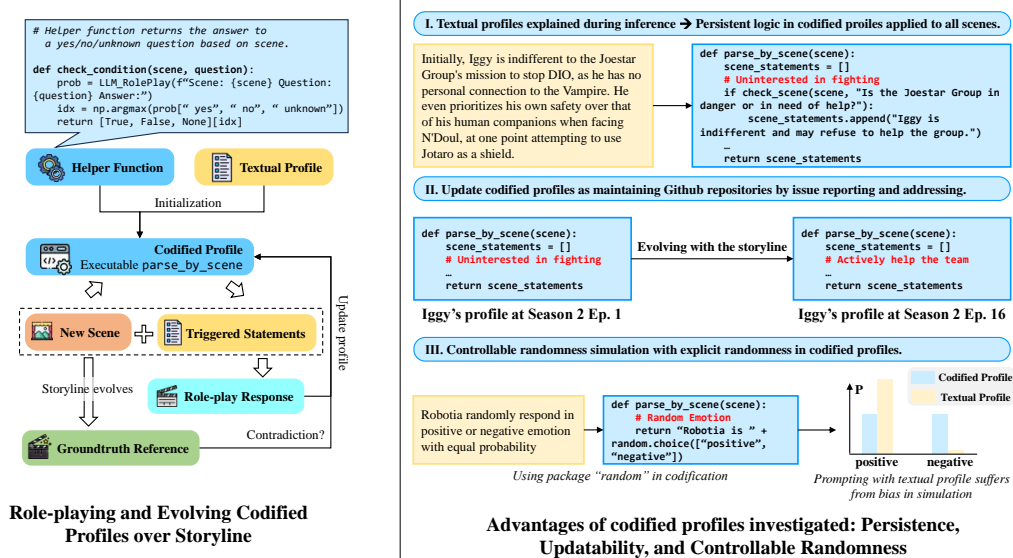 # Helper function returns the answer to
a yes/no/unknown question based on scene.
def check_condition(scene, question):
prob = LLM_RolePlay(f“Scene: {scene} Question:
{question} Answer:”)
idx = np.argmax(prob[“ yes”, “ no”, “ unknown”])
return [True, False, None][idx]
Helper Function
Textual Profile
Initialization
Codified Profile
Executable parse_by_scene
New Scene
Triggered Statements
Update profile
Storyline evolves
Role-play Response
Contradiction?
Groundtruth Reference
Role-playing and Evolving Codified
Profiles over Storyline
I. Textual profiles explained during inference → Persistent logic in codified proiles applied to all scenes.
Initially, Iggy is indifferent to the Joestar
Group's mission to stop DIO, as he has no
personal connection to the Vampire. He
even prioritizes his own safety over that
of his human companions when facing
N'Doul, at one point attempting to use
Jotaro as a shield.
def parse_by_scene(scene):
scene_statements = []
# Uninterested in fighting
if check_scene(scene, "Is the Joestar Group in
danger or in need of help?"):
scene_statements.append("Iggy is
indifferent and may refuse to help the group.")
…
return scene_statements
II. Update codified profiles as maintaining Github repositories by issue reporting and addressing.
def parse_by_scene(scene):
scene_statements = []
# Uninterested in fighting
…
return scene_statements
Evolving with the storyline
def parse_by_scene(scene):
scene_statements = []
# Actively help the team
…
return scene_statements
Iggy’s profile at Season 2 Ep. 1
Iggy’s profile at Season 2 Ep. 16
III. Controllable randomness simulation with explicit randomness in codified profiles.
Robotia randomly respond in
positive or negative emotion
with equal probability
def parse_by_scene(scene):
# Random Emotion
return “Robotia is ” +
random.choice([“positive”,
“negative”])
Using package “random” in codification
P
Codified Profile
Textual Profile
positive
negative
Prompting with textual profile suffers
from bias in simulation
Advantages of codified profiles investigated: Persistence,
Updatability, and Controllable Randomness